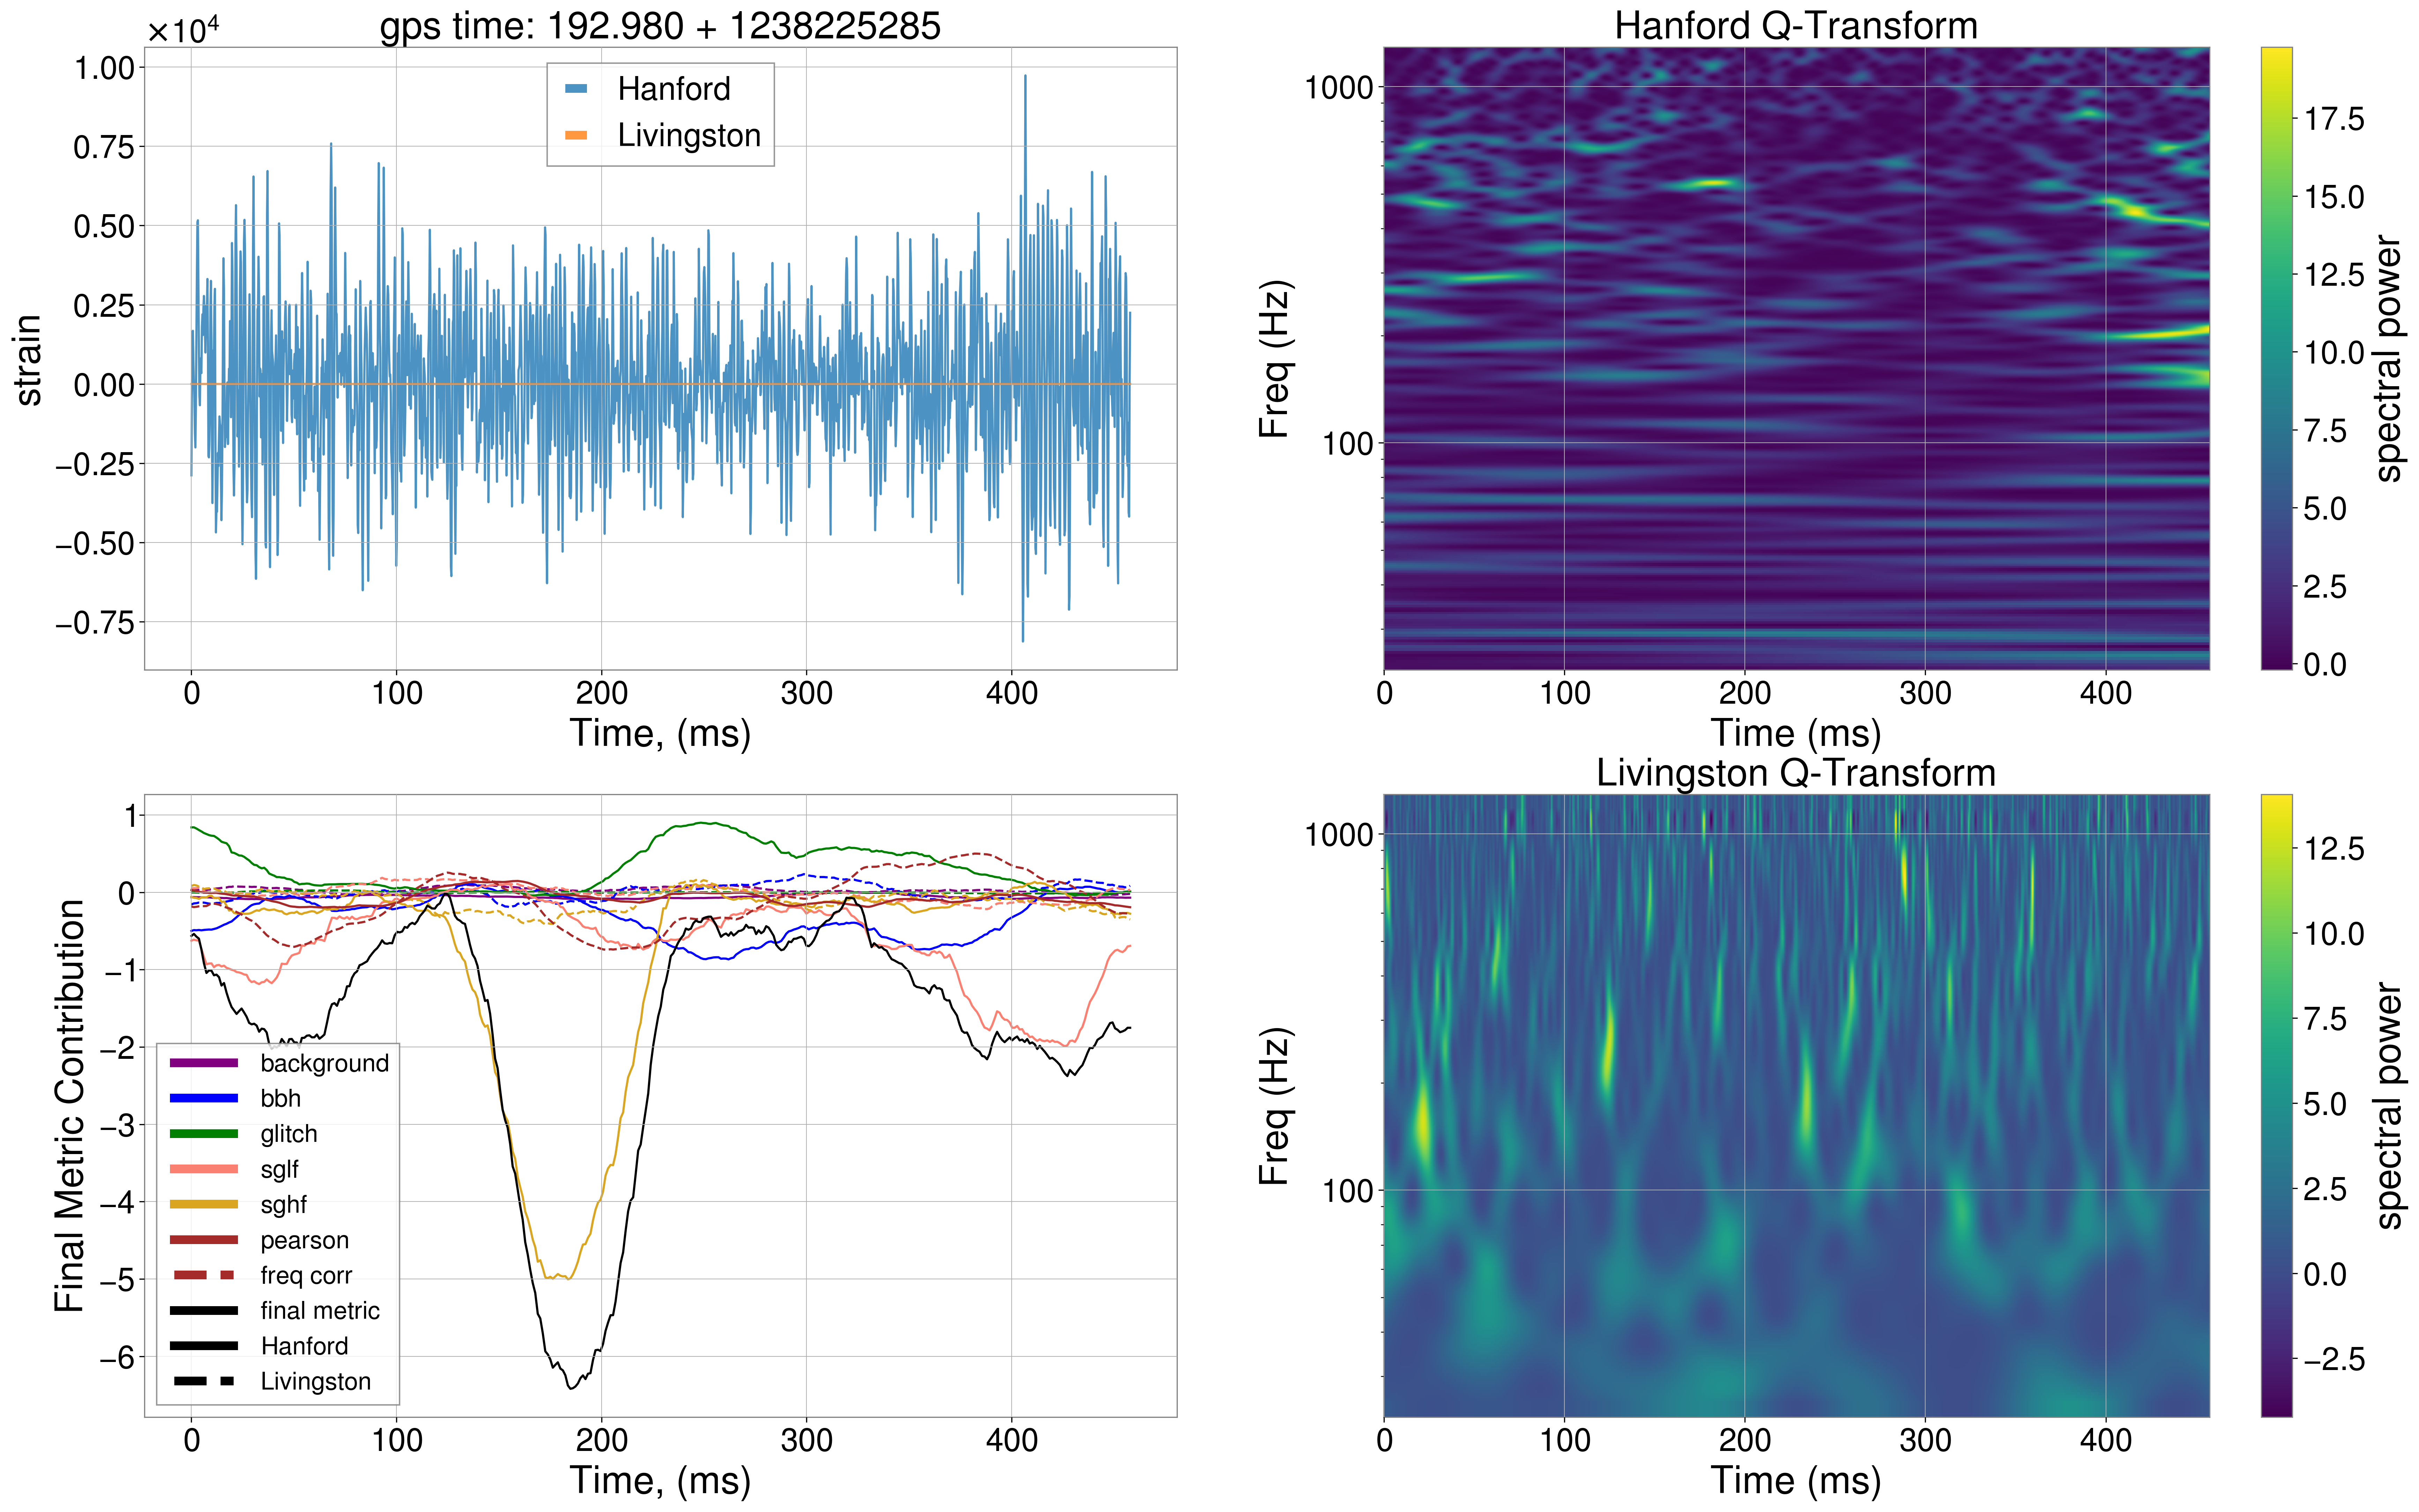 gps time: 192.980 + 1238225285
×10⁴
1.00
0.75
0.50
0.25
0.00
−0.25
−0.50
−0.75
strain
Hanford
Livingston
0 100 200 300 400
Time, (ms)
Hanford Q-Transform
1000
100
Freq (Hz)
0 100 200 300 400
Time (ms)
17.5
15.0
12.5
10.0
7.5
5.0
2.5
0.0
spectral power
1
0
−1
−2
−3
−4
−5
−6
Final Metric Contribution
background
bbh
glitch
sglf
sghf
pearson
freq corr
final metric
Hanford
Livingston
0 100 200 300 400
Time, (ms)
Livingston Q-Transform
1000
100
Freq (Hz)
0 100 200 300 400
Time (ms)
12.5
10.0
7.5
5.0
2.5
0.0
−2.5
spectral power